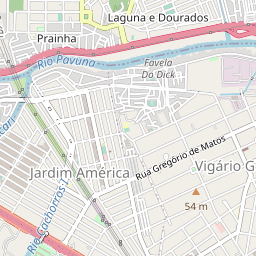 Laguna e Dourados
Prainha
Rio Pavuna
Favela
Do Dick
Rua Gregório de Matos
Jardim América
Vigário G
54 m